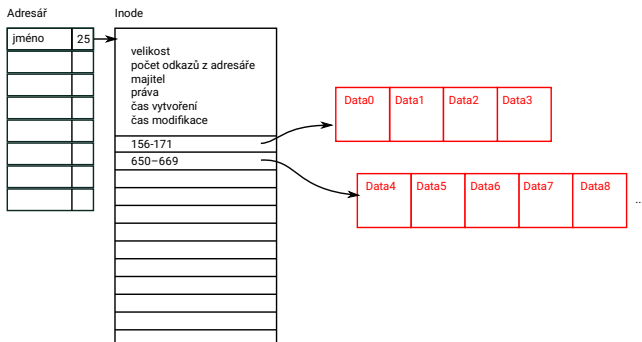 Adresář
Inode
jméno 25
velikost
počet odkazů z adresáře
majitel
práva
čas vytvoření
čas modifikace
156-171
650–669
Data0 Data1 Data2 Data3
Data4 Data5 Data6 Data7 Data8 ...